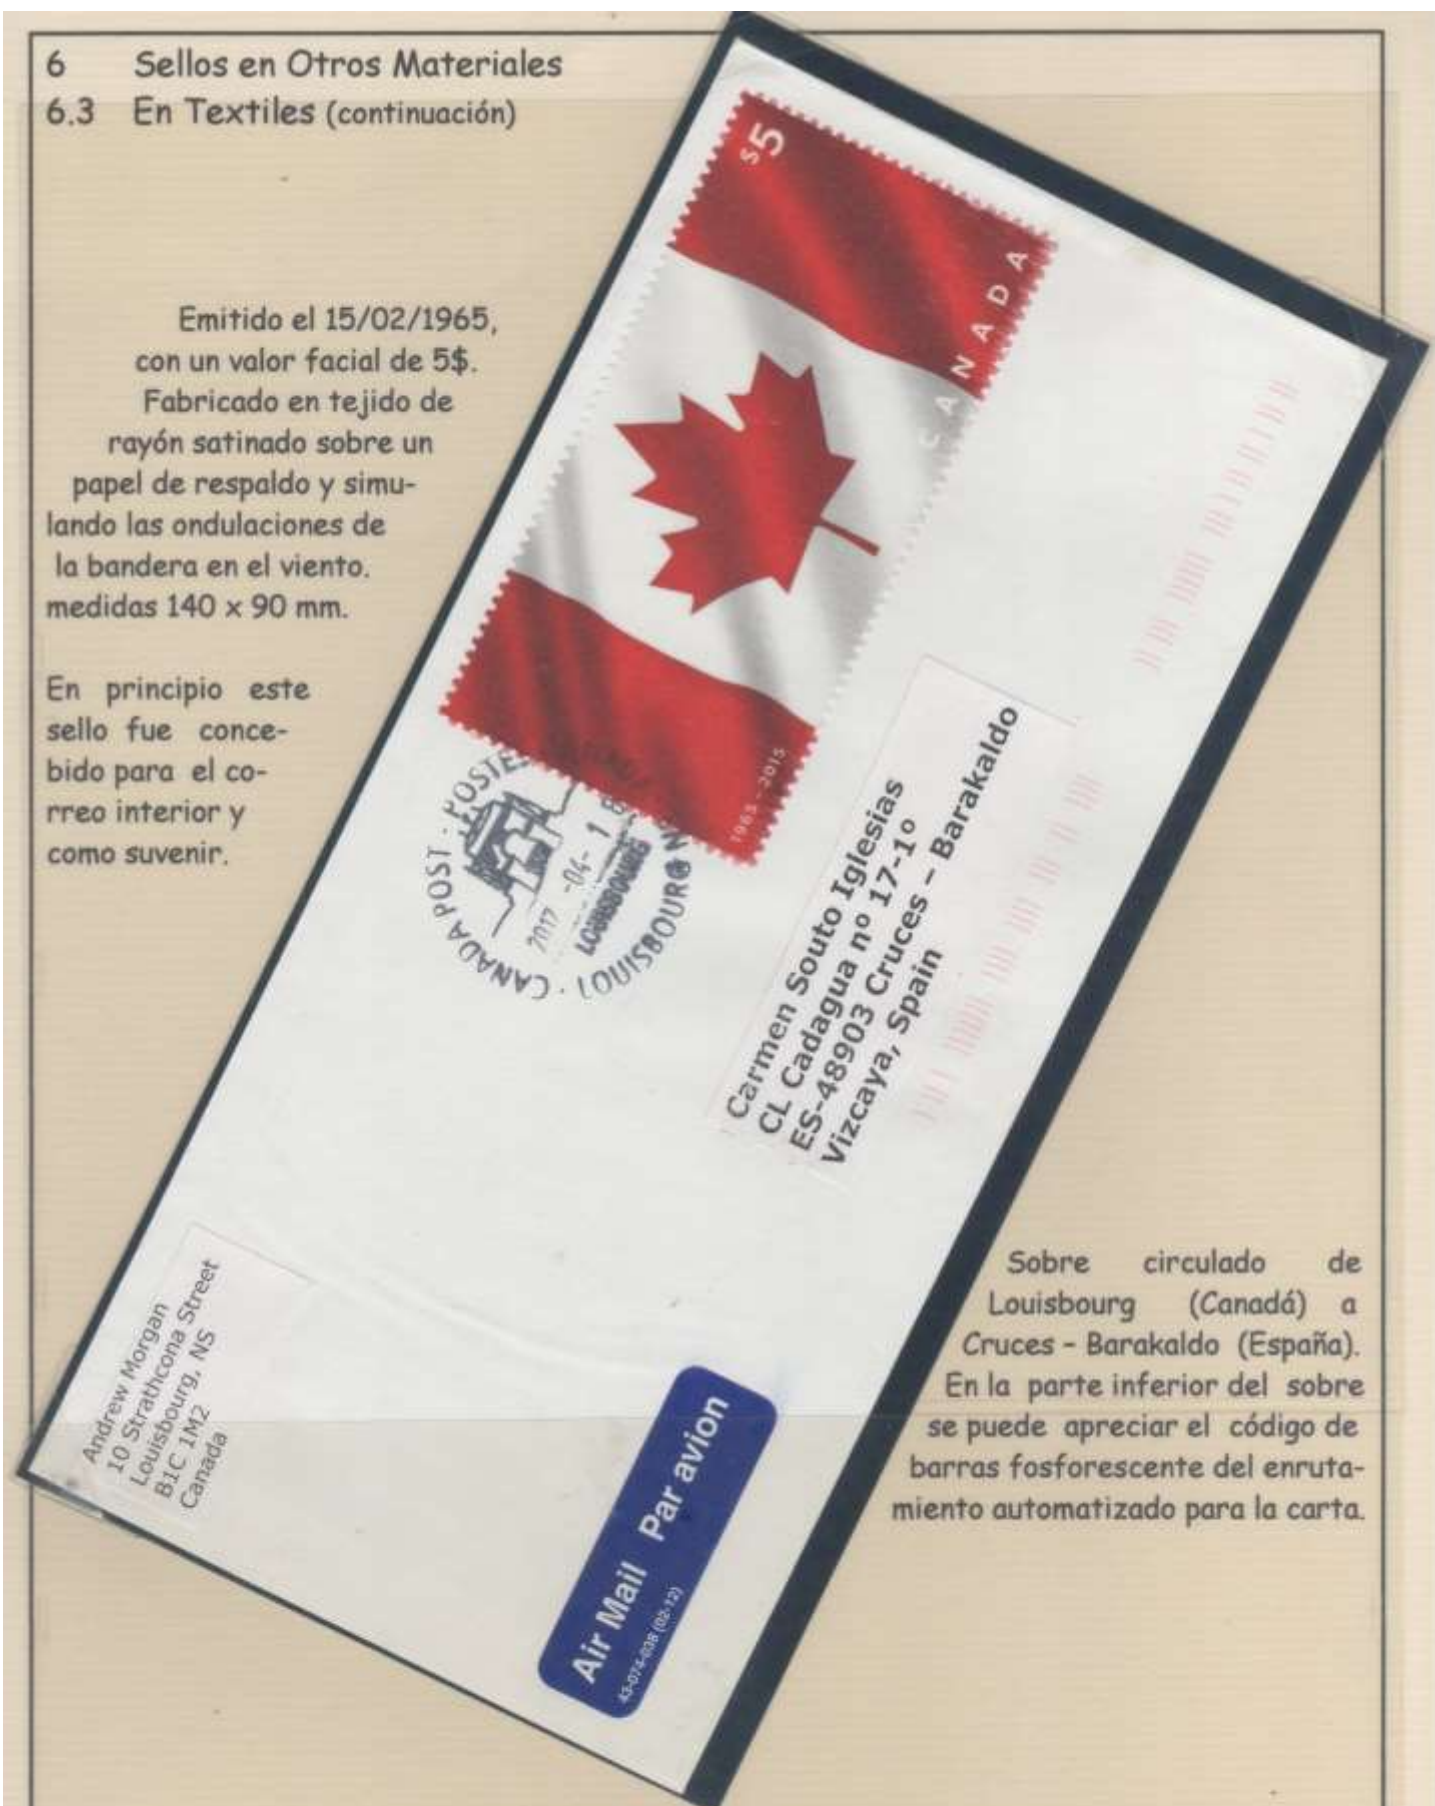 6 Sellos en Otros Materiales
6.3 En Textiles (continuación)
Emitido el 15/02/1965,
con un valor facial de 5$.
Fabricado en tejido de
rayón satinado sobre un
papel de respaldo y simu-
lando las ondulaciones de
la bandera en el viento.
medidas 140 x 90 mm.
En principio este
sello fue conce-
bido para el co-
rreo interior y
como suvenir.
$5
CANADA
1965-2015
CANADA POST · POSTES
2017 -04- 1
LOUISBOURG
LOUISBOURG
Carmen Souto Iglesias
CL Cadagua nº 17-1º
ES-48903 Cruces – Barakaldo
Vizcaya, Spain
Andrew Morgan
10 Strathcona Street
Louisbourg, NS
B1C 1M2
Canada
Air Mail Par avion
43-074-038 (02-12)
Sobre circulado de
Louisbourg (Canadá) a
Cruces - Barakaldo (España).
En la parte inferior del sobre
se puede apreciar el código de
barras fosforescente del enruta-
miento automatizado para la carta.